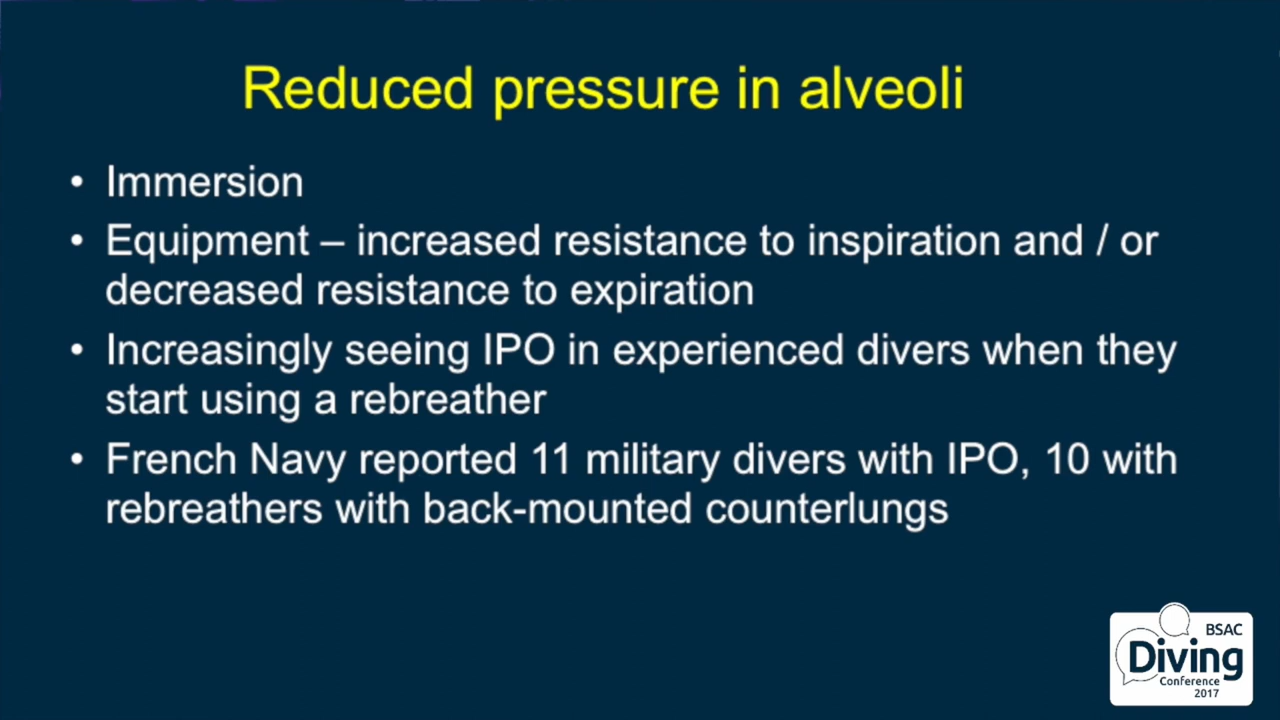 Reduced pressure in alveoli
• Immersion
• Equipment – increased resistance to inspiration and / or
decreased resistance to expiration
• Increasingly seeing IPO in experienced divers when they
start using a rebreather
• French Navy reported 11 military divers with IPO, 10 with
rebreathers with back-mounted counterlungs
BSAC
Diving
Conference
2017